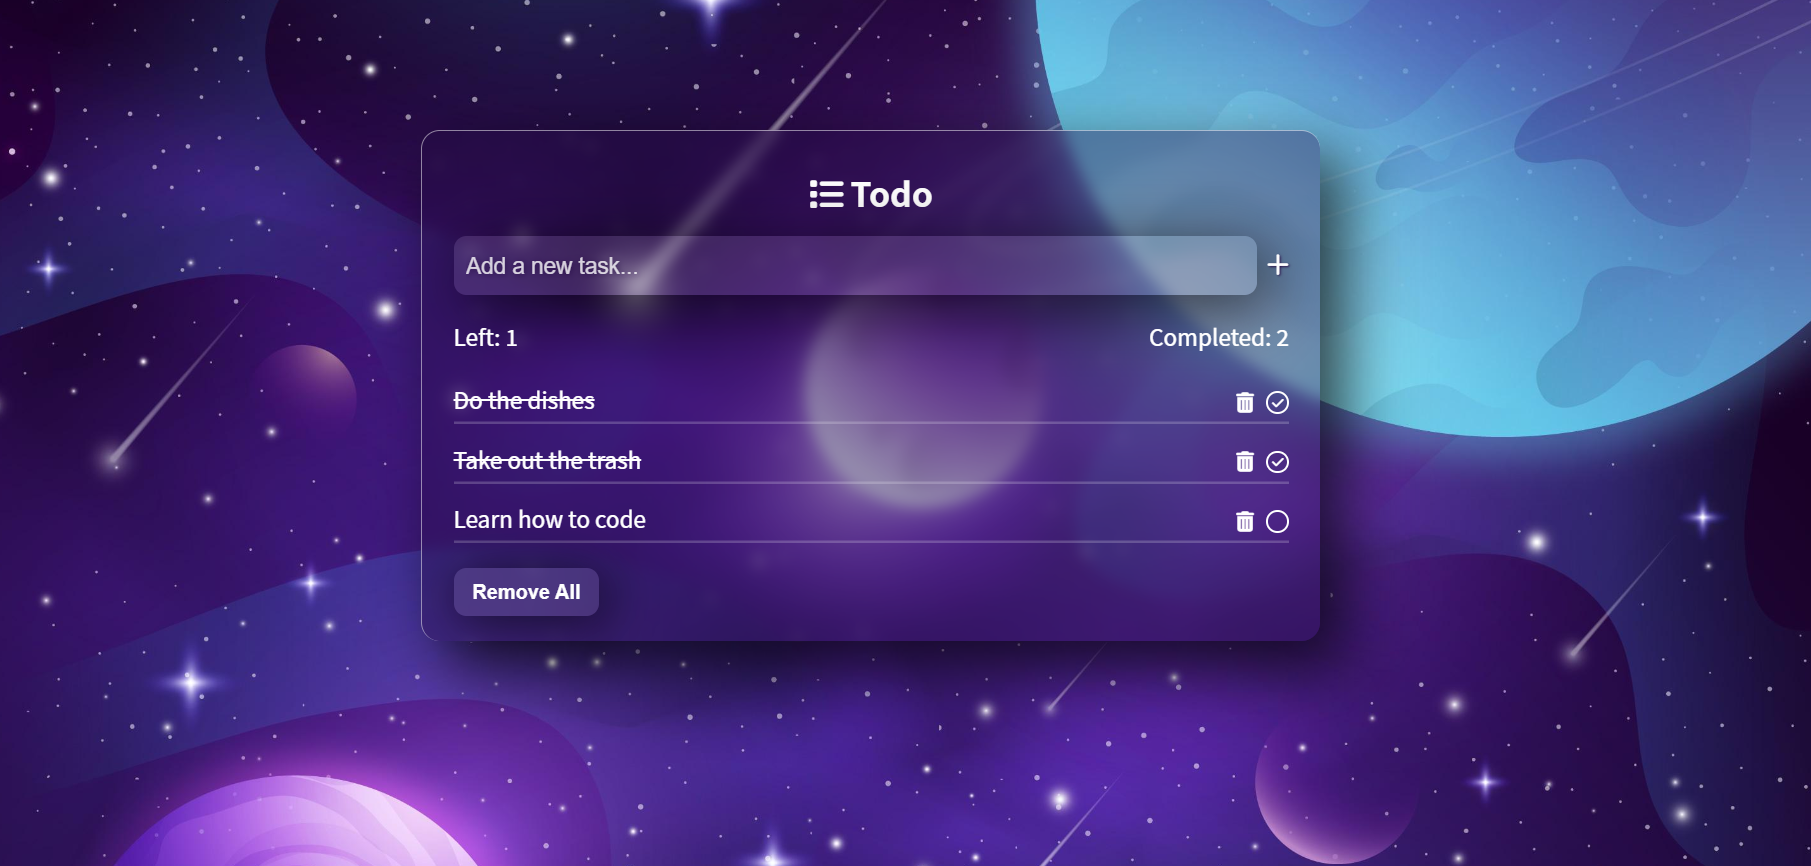 Todo
Add a new task...
Left: 1 Completed: 2
Do the dishes
Take out the trash
Learn how to code
Remove All